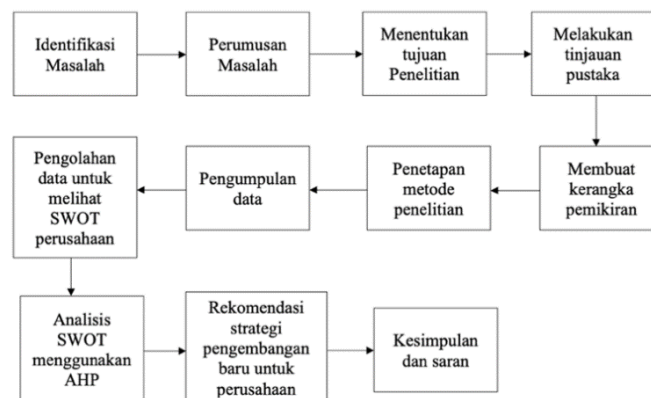 Identifikasi
Masalah
Perumusan
Masalah
Menentukan
tujuan
Penelitian
Melakukan
tinjauan
pustaka
Membuat
kerangka
pemikiran
Penetapan
metode
penelitian
Pengumpulan
data
Pengolahan
data untuk
melihat
SWOT
perusahaan
Analisis
SWOT
menggunakan
AHP
Rekomendasi
strategi
pengembangan
baru untuk
perusahaan
Kesimpulan
dan saran